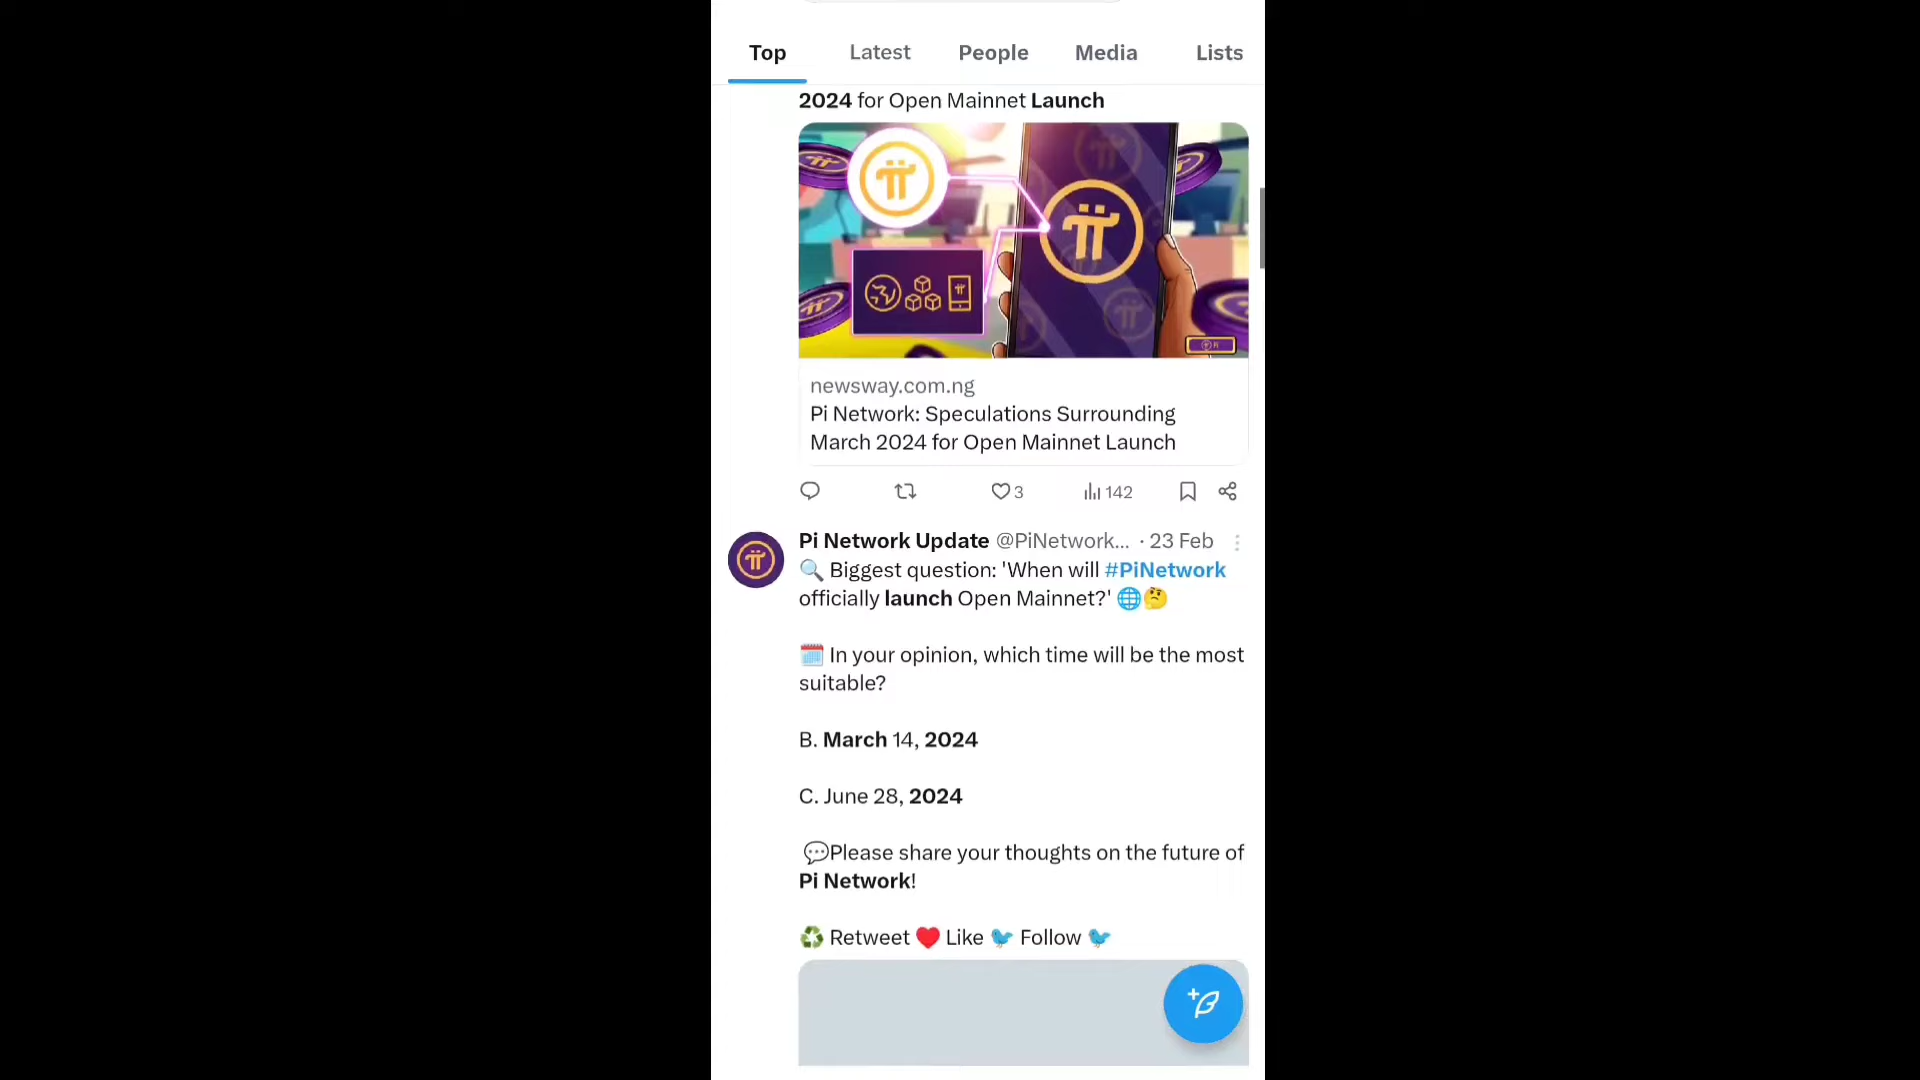 Top Latest People Media Lists
2024 for Open Mainnet Launch
newsway.com.ng
Pi Network: Speculations Surrounding
March 2024 for Open Mainnet Launch
3 142
Pi Network Update @PiNetwork... · 23 Feb
🔍 Biggest question: 'When will #PiNetwork
officially launch Open Mainnet?' 🌐🤔
🗓️ In your opinion, which time will be the most
suitable?
B. March 14, 2024
C. June 28, 2024
💬Please share your thoughts on the future of
Pi Network!
♻️ Retweet ❤️ Like 🐦 Follow 🐦